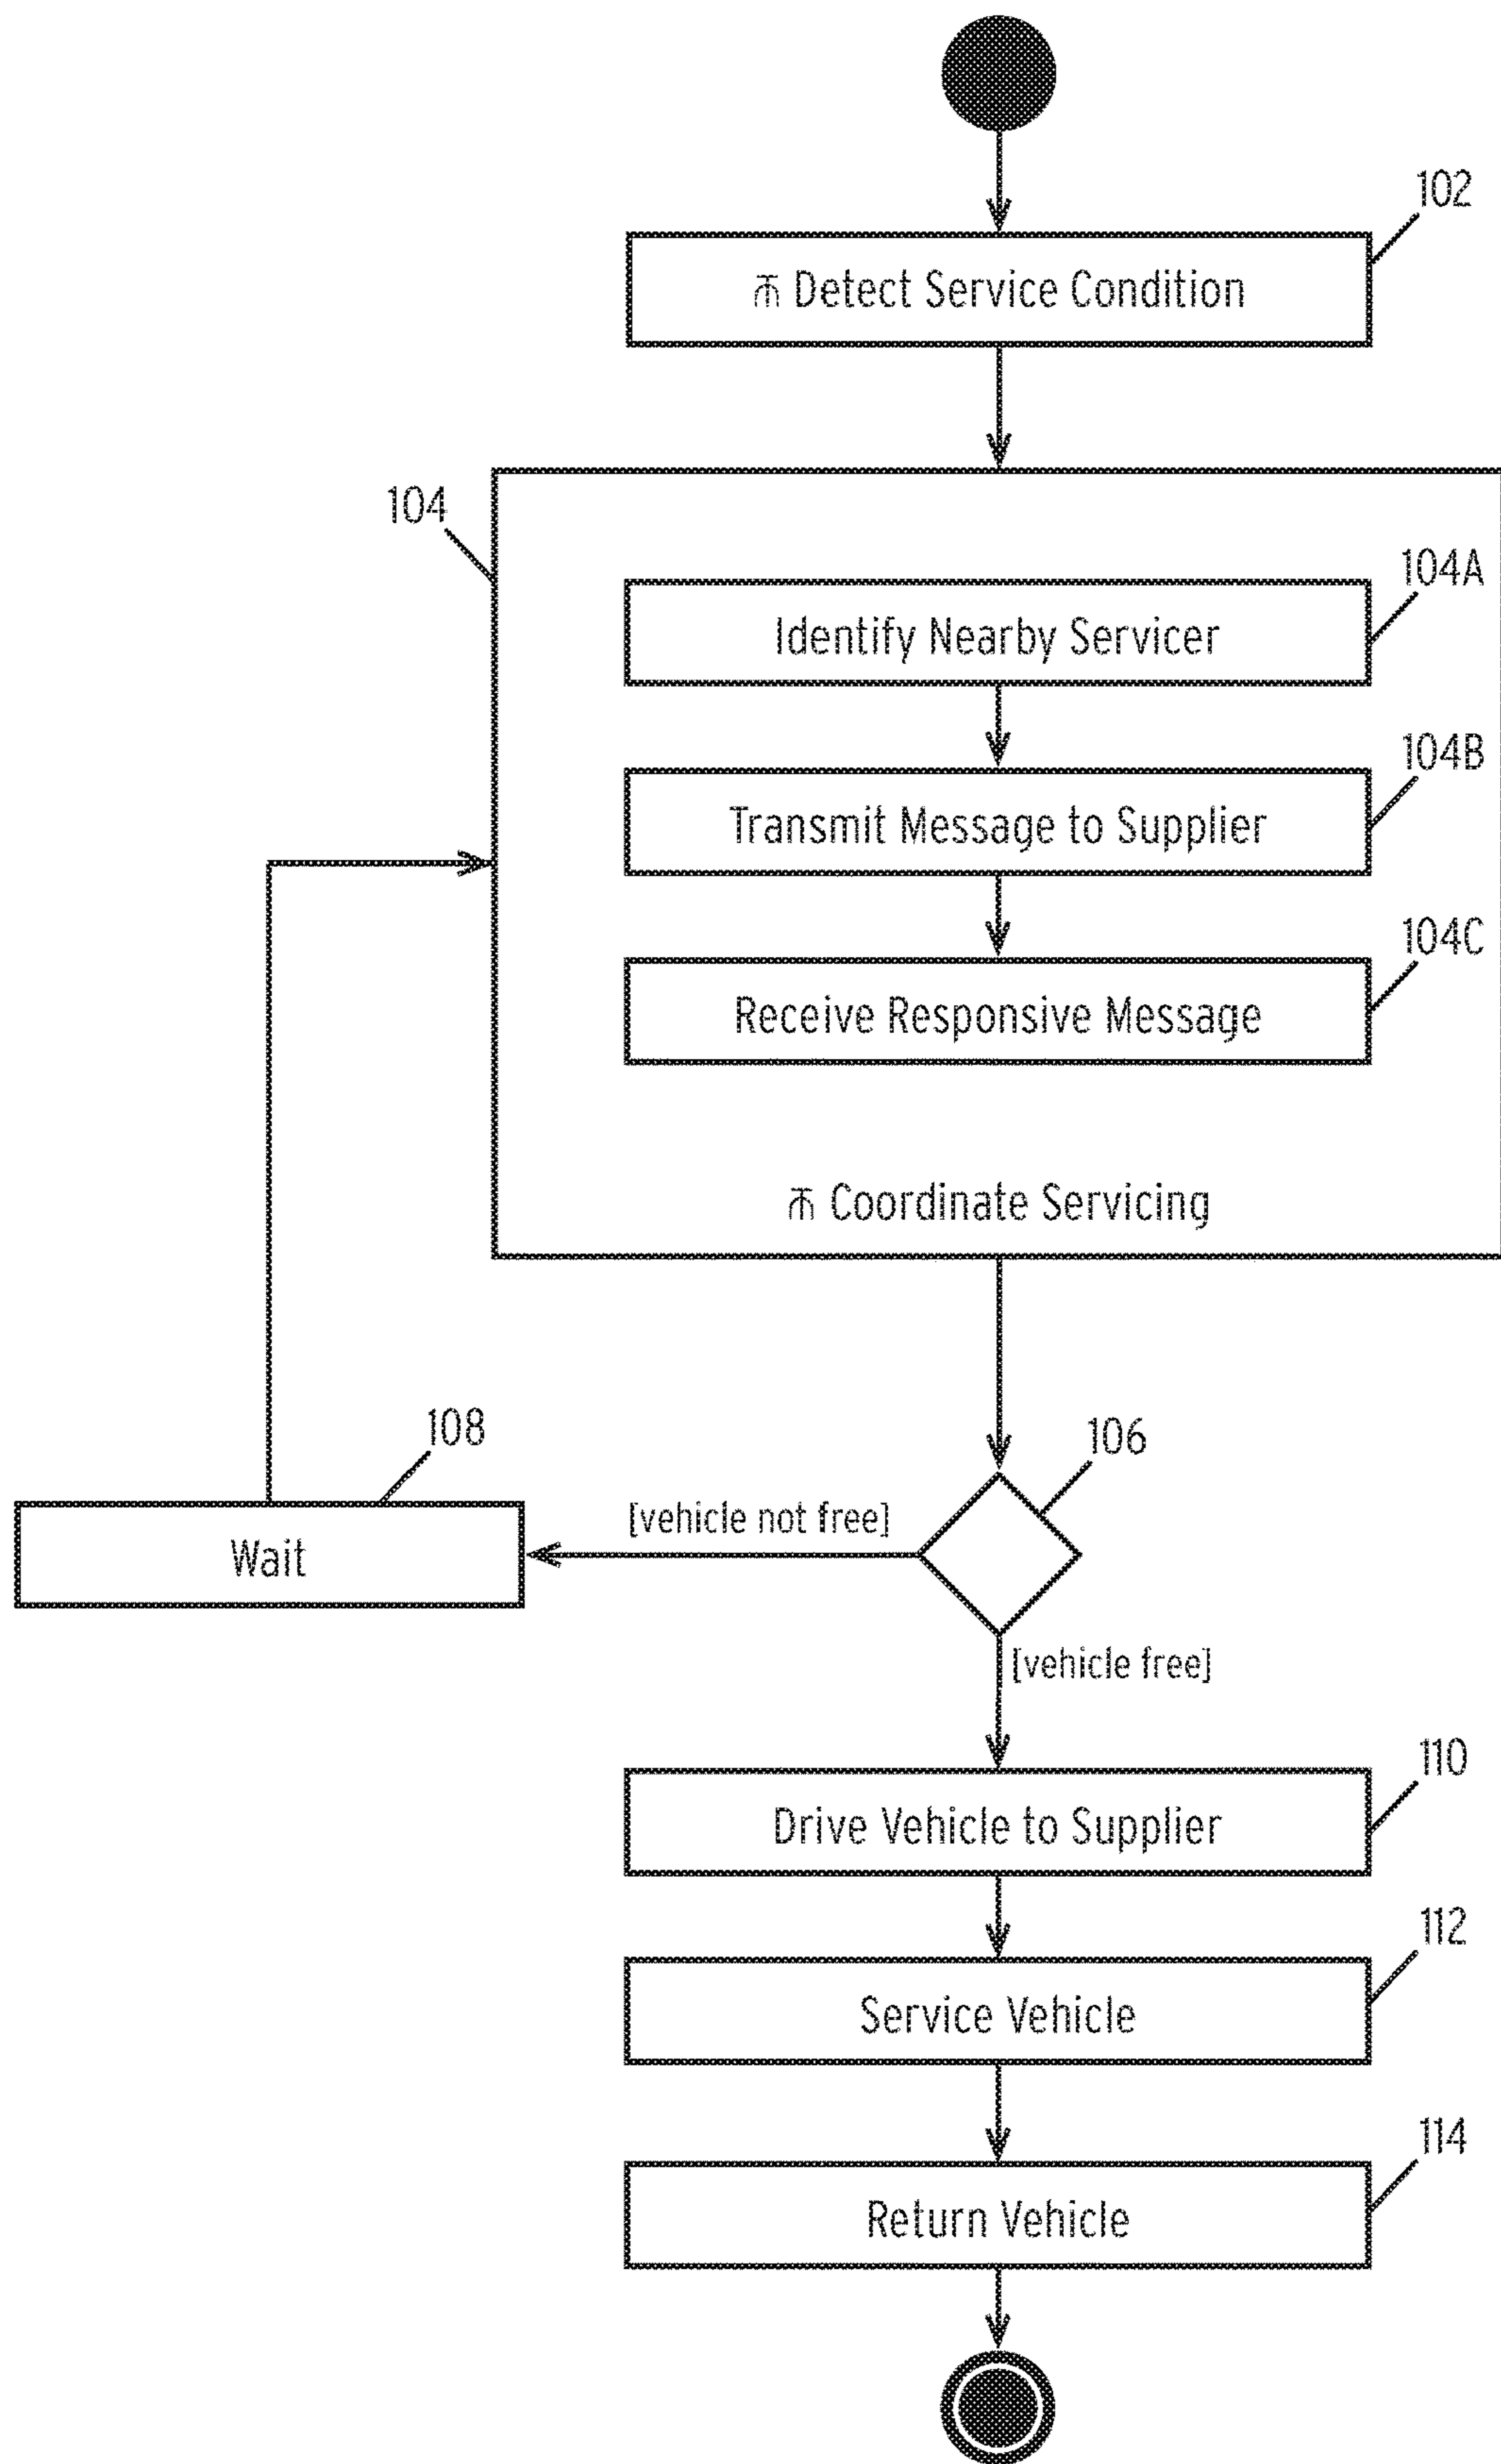 102
Detect Service Condition
104
104A
Identify Nearby Servicer
104B
Transmit Message to Supplier
104C
Receive Responsive Message
Coordinate Servicing
108
106
[vehicle not free]
Wait
[vehicle free]
110
Drive Vehicle to Supplier
112
Service Vehicle
114
Return Vehicle